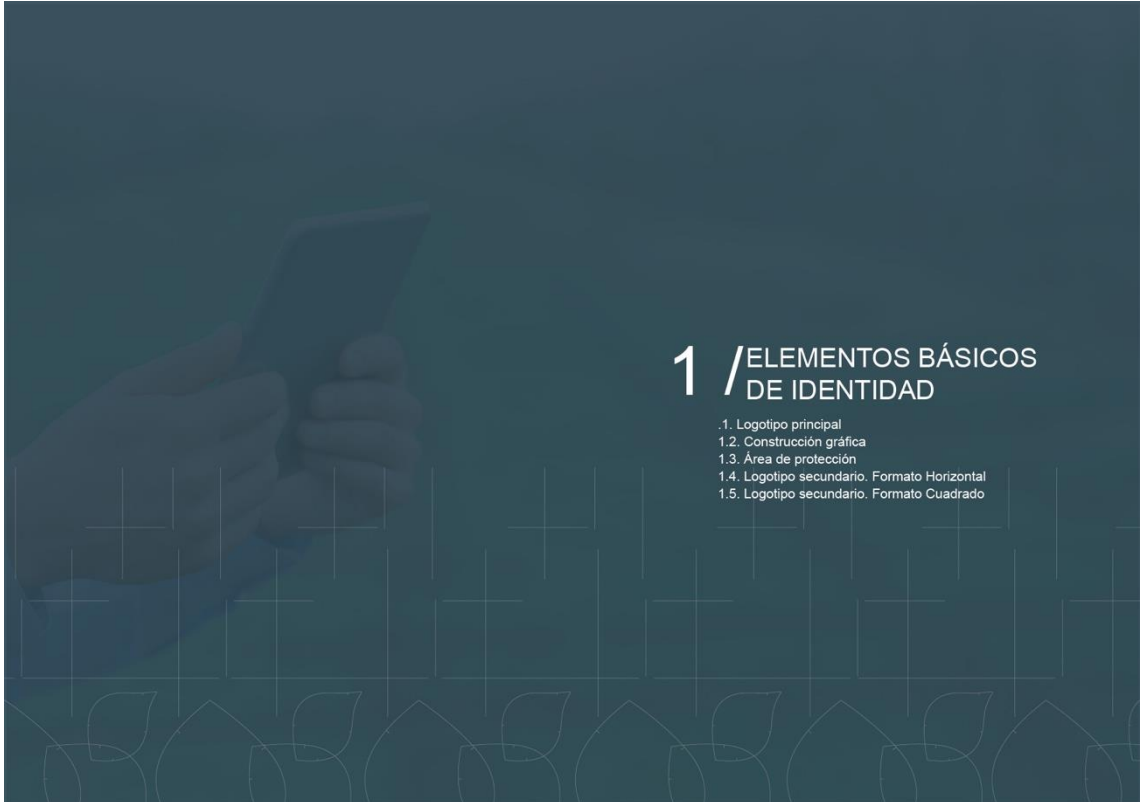 1 / ELEMENTOS BÁSICOS
DE IDENTIDAD
.1. Logotipo principal
1.2. Construcción gráfica
1.3. Área de protección
1.4. Logotipo secundario. Formato Horizontal
1.5. Logotipo secundario. Formato Cuadrado